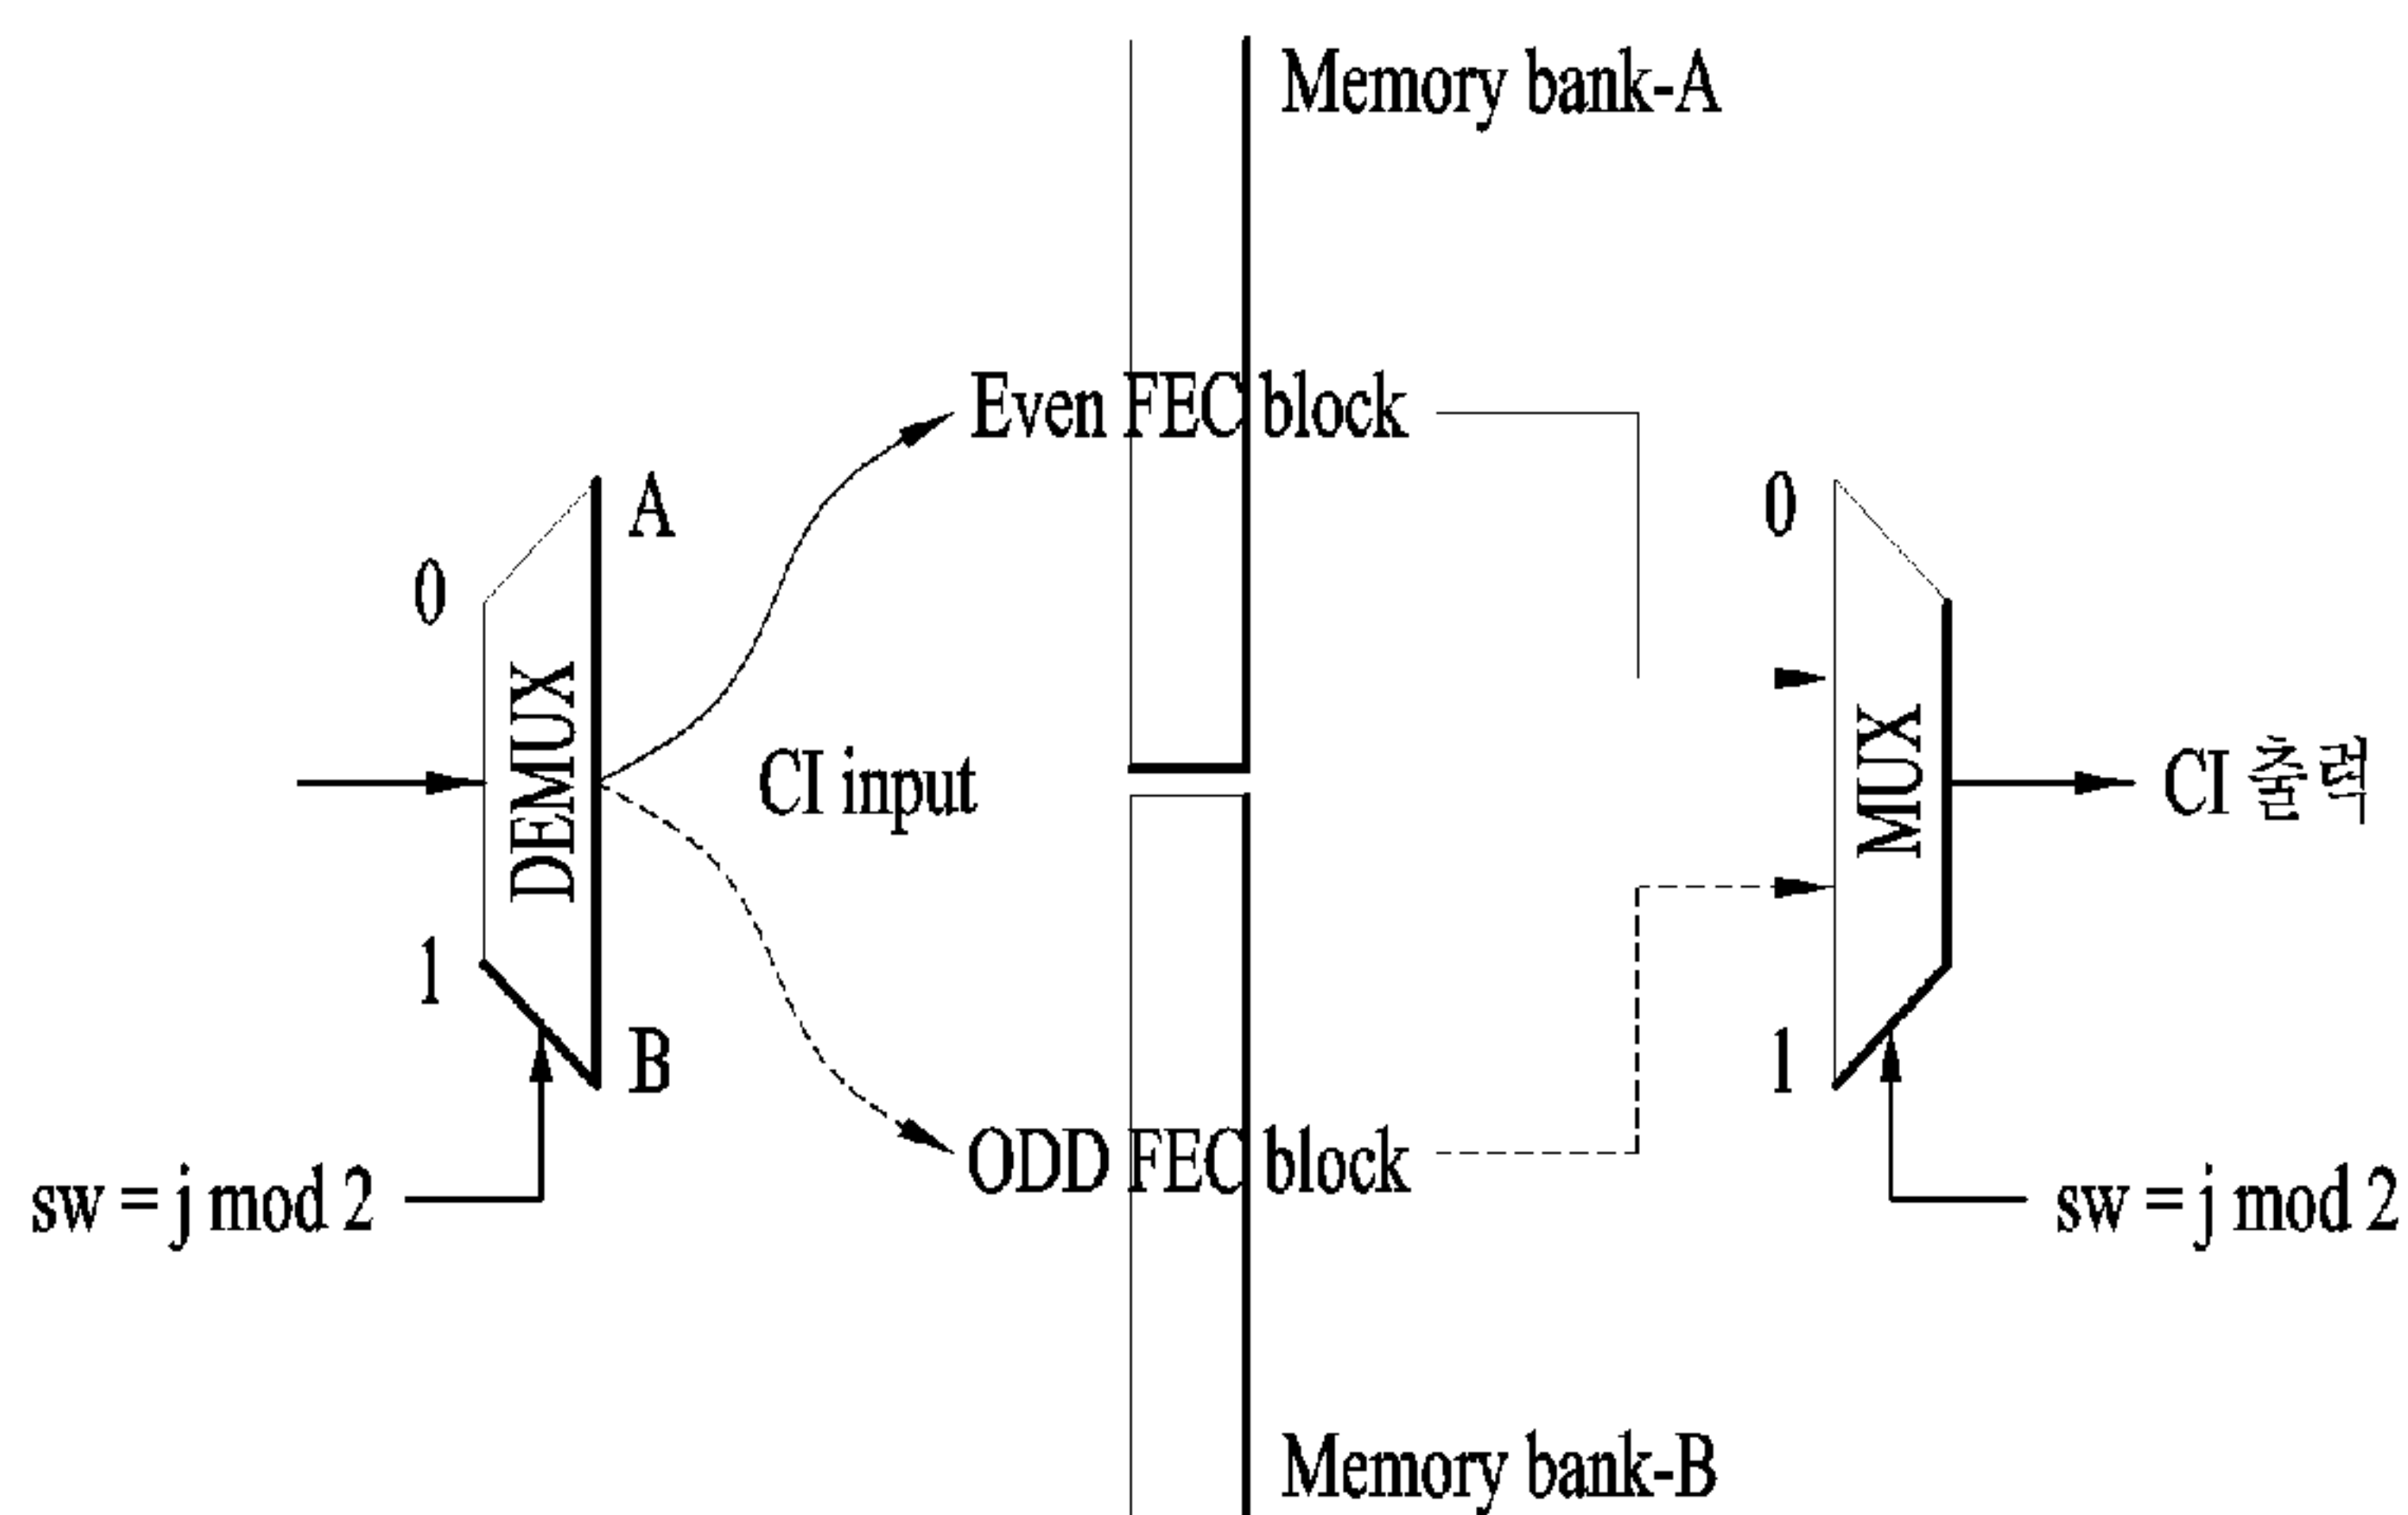 Memory bank-A
Even FEC block
A
0
0
DEMUX
CI input
MUX
CI 출력
1
B
1
ODD FEC block
sw = j mod 2
sw = j mod 2
Memory bank-B